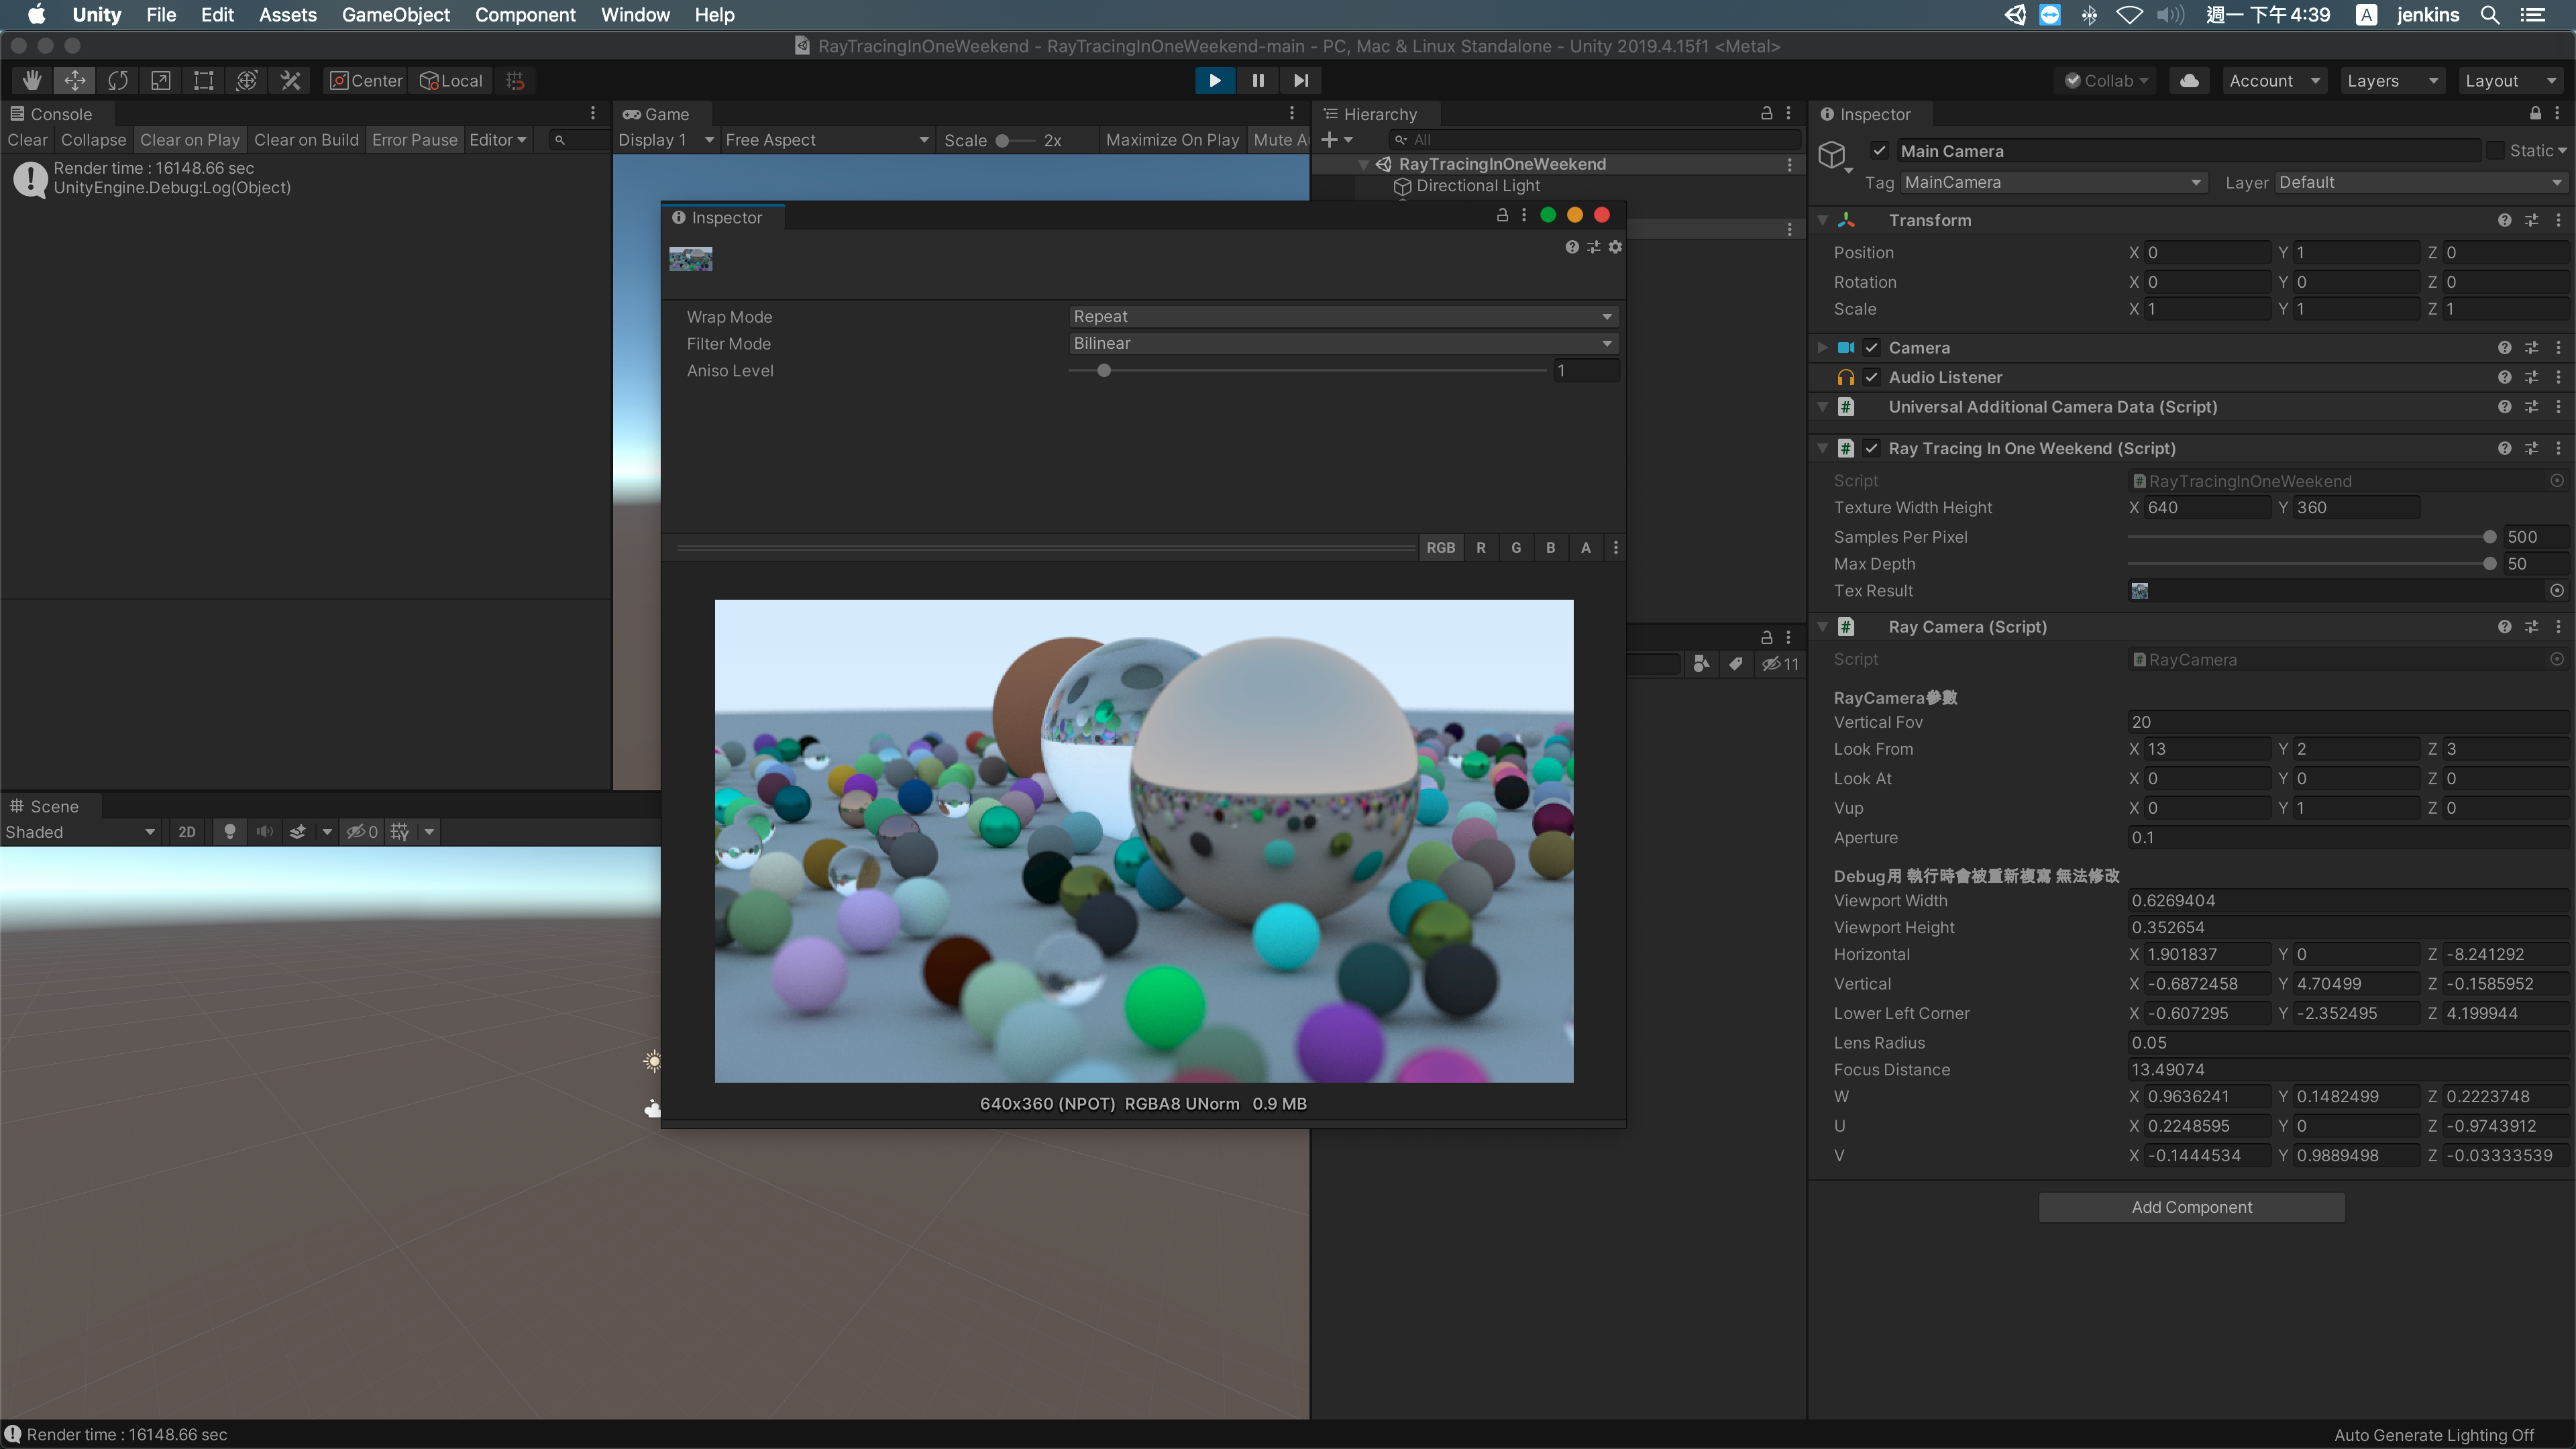 Unity File Edit Assets GameObject Component Window Help
週一 下午4:39 A jenkins
RayTracingInOneWeekend - RayTracingInOneWeekend-main - PC, Mac & Linux Standalone - Unity 2019.4.15f1 <Metal>
Center Local
Collab Account Layers Layout
Console
Clear Collapse Clear on Play Clear on Build Error Pause Editor
Render time : 16148.66 sec
UnityEngine.Debug:Log(Object)
Game
Display 1 Free Aspect Scale 2x Maximize On Play Mute A
Hierarchy
All
RayTracingInOneWeekend
Directional Light
11
Inspector
Wrap Mode Repeat
Filter Mode Bilinear
Aniso Level 1
RGB R G B A
640x360 (NPOT) RGBA8 UNorm 0.9 MB
Scene
Shaded 2D 0
Inspector
Main Camera Static
Tag MainCamera Layer Default
Transform
Position X 0 Y 1 Z 0
Rotation X 0 Y 0 Z 0
Scale X 1 Y 1 Z 1
Camera
Audio Listener
# Universal Additional Camera Data (Script)
# Ray Tracing In One Weekend (Script)
Script # RayTracingInOneWeekend
Texture Width Height X 640 Y 360
Samples Per Pixel 500
Max Depth 50
Tex Result
# Ray Camera (Script)
Script # RayCamera
RayCamera參數
Vertical Fov 20
Look From X 13 Y 2 Z 3
Look At X 0 Y 0 Z 0
Vup X 0 Y 1 Z 0
Aperture 0.1
Debug用 執行時會被重新複寫 無法修改
Viewport Width 0.6269404
Viewport Height 0.352654
Horizontal X 1.901837 Y 0 Z -8.241292
Vertical X -0.6872458 Y 4.70499 Z -0.1585952
Lower Left Corner X -0.607295 Y -2.352495 Z 4.199944
Lens Radius 0.05
Focus Distance 13.49074
W X 0.9636241 Y 0.1482499 Z 0.2223748
U X 0.2248595 Y 0 Z -0.9743912
V X -0.1444534 Y 0.9889498 Z -0.03333539
Add Component
Render time : 16148.66 sec
Auto Generate Lighting Off